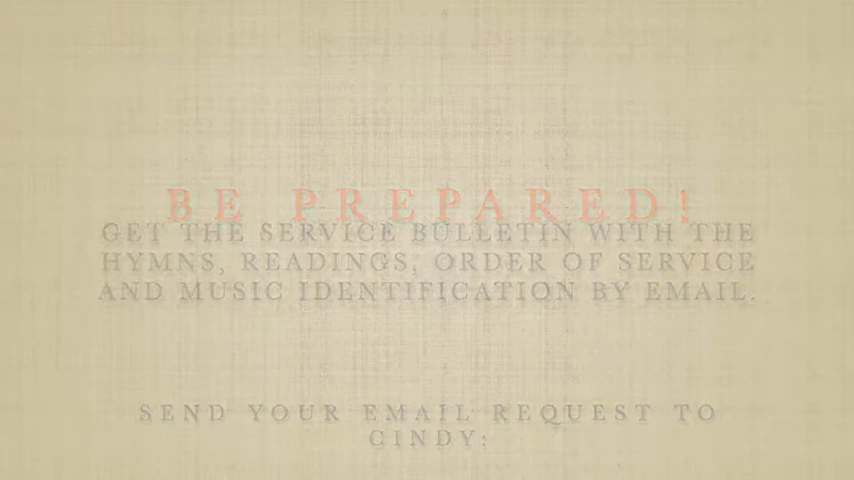 BE PREPARED!
GET THE SERVICE BULLETIN WITH THE
HYMNS, READINGS, ORDER OF SERVICE
AND MUSIC IDENTIFICATION BY EMAIL.
SEND YOUR EMAIL REQUEST TO
CINDY: